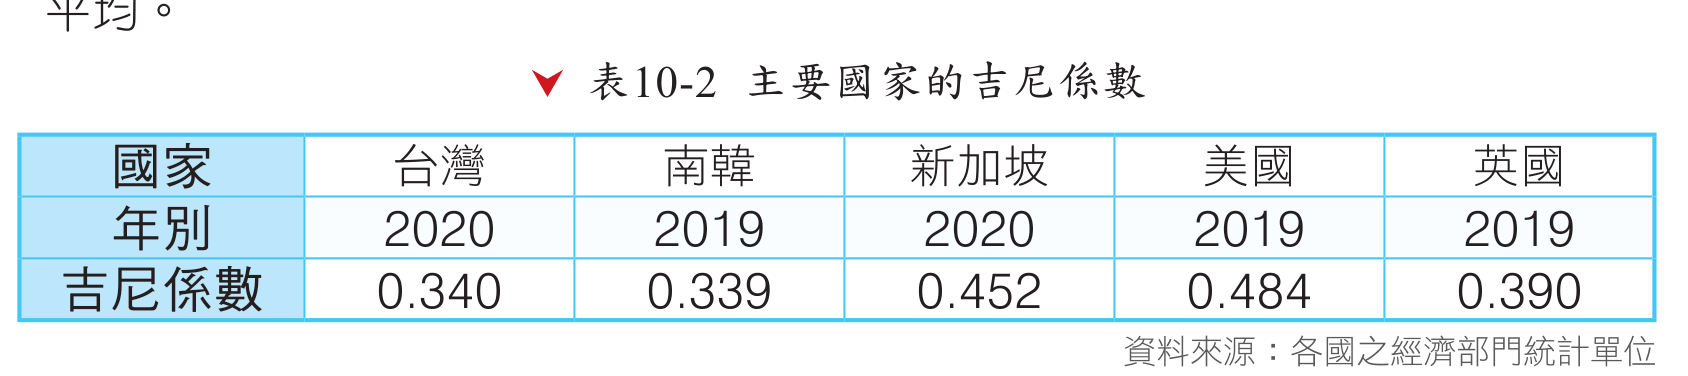 平均。
表10-2 主要國家的吉尼係數
國家 台灣 南韓 新加坡 美國 英國
年別 2020 2019 2020 2019 2019
吉尼係數 0.340 0.339 0.452 0.484 0.390
資料來源：各國之經濟部門統計單位